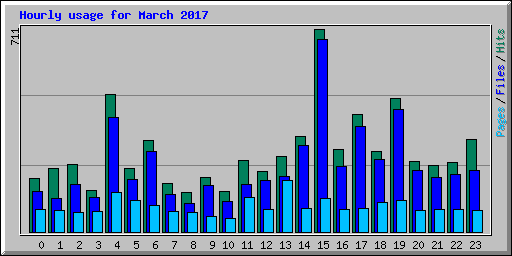 Hourly usage for March 2017
711
Pages / Files / Hits
0 1 2 3 4 5 6 7 8 9 10 11 12 13 14 15 16 17 18 19 20 21 22 23